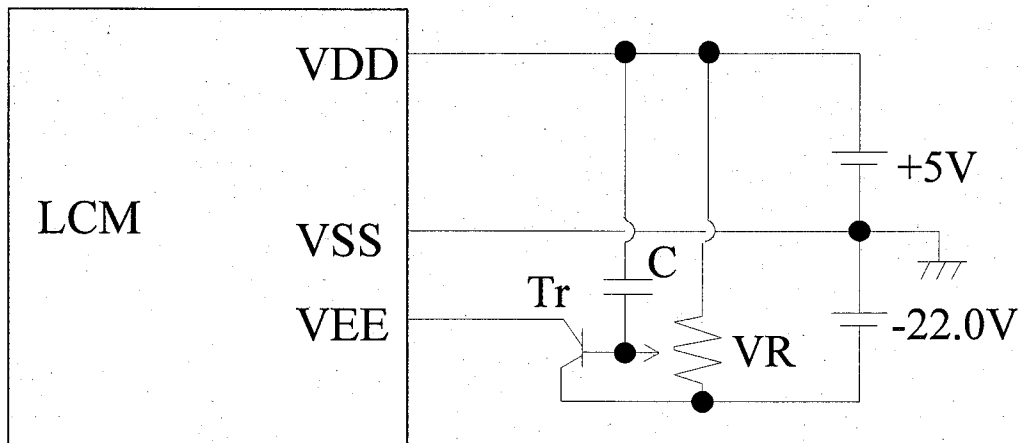 VDD
+5V
LCM
VSS
C
Tr
VEE
VR
-22.0V